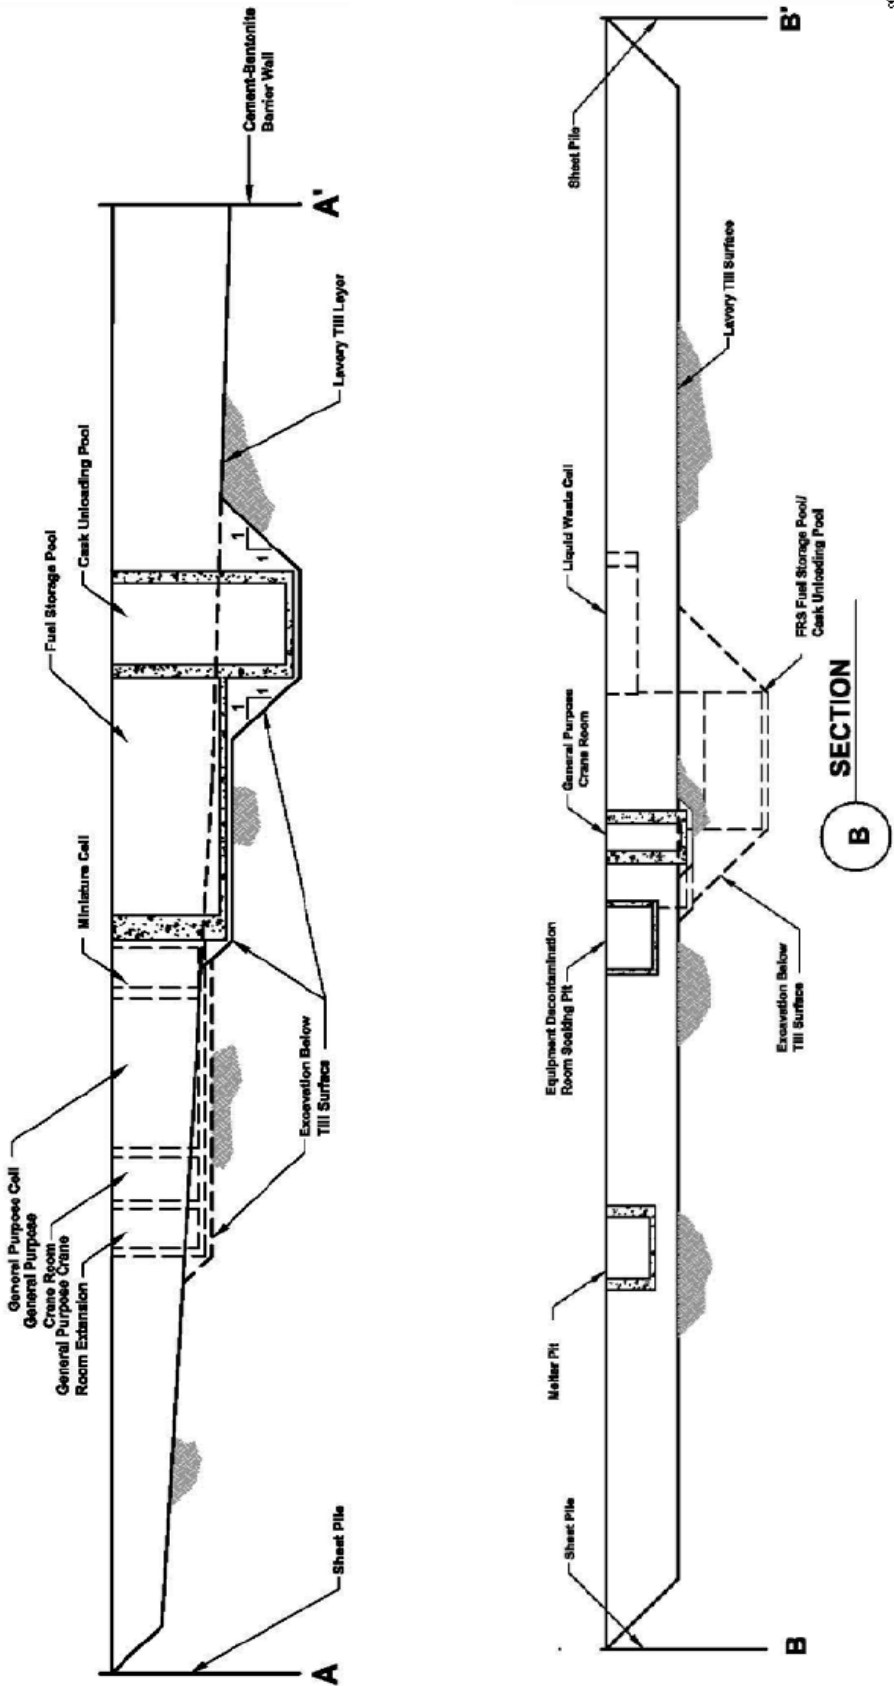 General Purpose Cell
General Purpose
Crane Room
General Purpose Crane
Room Extension
Miniature Cell
Fuel Storage Pool
Cask Unloading Pool
Cement-Bentonite
Barrier Wall
1
1
1
1
A
Sheet Pile
Excavation Below
Till Surface
Lavery Till Layer
A'
Sheet Pile
Melter Pit
Equipment Decontamination
Room Soaking Pit
General Purpose
Crane Room
Liquid Waste Cell
Sheet Pile
B
Excavation Below
Till Surface
FRS Fuel Storage Pool/
Cask Unloading Pool
Lavery Till Surface
B'
B
SECTION